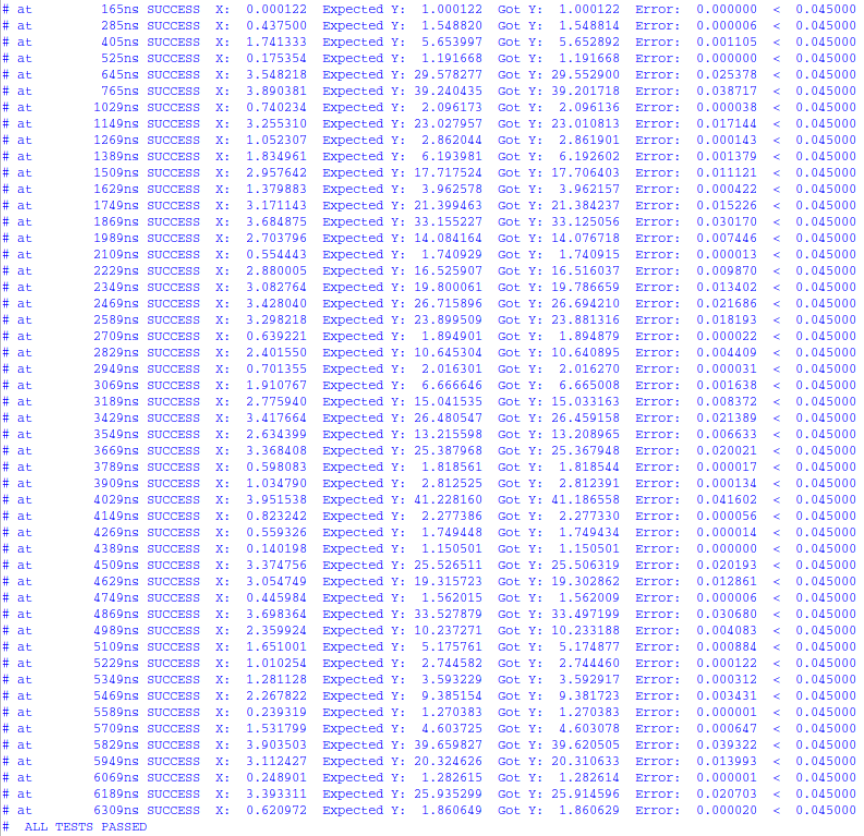 # at 165ns SUCCESS X: 0.000122 Expected Y: 1.000122 Got Y: 1.000122 Error: 0.000000 < 0.045000
# at 285ns SUCCESS X: 0.437500 Expected Y: 1.548820 Got Y: 1.548814 Error: 0.000006 < 0.045000
# at 405ns SUCCESS X: 1.741333 Expected Y: 5.653997 Got Y: 5.652892 Error: 0.001105 < 0.045000
# at 525ns SUCCESS X: 0.175354 Expected Y: 1.191668 Got Y: 1.191668 Error: 0.000000 < 0.045000
# at 645ns SUCCESS X: 3.548218 Expected Y: 29.578277 Got Y: 29.552900 Error: 0.025378 < 0.045000
# at 765ns SUCCESS X: 3.890381 Expected Y: 39.240435 Got Y: 39.201718 Error: 0.038717 < 0.045000
# at 1029ns SUCCESS X: 0.740234 Expected Y: 2.096173 Got Y: 2.096136 Error: 0.000038 < 0.045000
# at 1149ns SUCCESS X: 3.255310 Expected Y: 23.027957 Got Y: 23.010813 Error: 0.017144 < 0.045000
# at 1269ns SUCCESS X: 1.052307 Expected Y: 2.862044 Got Y: 2.861901 Error: 0.000143 < 0.045000
# at 1389ns SUCCESS X: 1.834961 Expected Y: 6.193981 Got Y: 6.192602 Error: 0.001379 < 0.045000
# at 1509ns SUCCESS X: 2.957642 Expected Y: 17.717524 Got Y: 17.706403 Error: 0.011121 < 0.045000
# at 1629ns SUCCESS X: 1.379883 Expected Y: 3.962578 Got Y: 3.962157 Error: 0.000422 < 0.045000
# at 1749ns SUCCESS X: 3.171143 Expected Y: 21.399463 Got Y: 21.384237 Error: 0.015226 < 0.045000
# at 1869ns SUCCESS X: 3.684875 Expected Y: 33.155227 Got Y: 33.125056 Error: 0.030170 < 0.045000
# at 1989ns SUCCESS X: 2.703796 Expected Y: 14.084164 Got Y: 14.076718 Error: 0.007446 < 0.045000
# at 2109ns SUCCESS X: 0.554443 Expected Y: 1.740929 Got Y: 1.740915 Error: 0.000013 < 0.045000
# at 2229ns SUCCESS X: 2.880005 Expected Y: 16.525907 Got Y: 16.516037 Error: 0.009870 < 0.045000
# at 2349ns SUCCESS X: 3.082764 Expected Y: 19.800061 Got Y: 19.786659 Error: 0.013402 < 0.045000
# at 2469ns SUCCESS X: 3.428040 Expected Y: 26.715896 Got Y: 26.694210 Error: 0.021686 < 0.045000
# at 2589ns SUCCESS X: 3.298218 Expected Y: 23.899509 Got Y: 23.881316 Error: 0.018193 < 0.045000
# at 2709ns SUCCESS X: 0.639221 Expected Y: 1.894901 Got Y: 1.894879 Error: 0.000022 < 0.045000
# at 2829ns SUCCESS X: 2.401550 Expected Y: 10.645304 Got Y: 10.640895 Error: 0.004409 < 0.045000
# at 2949ns SUCCESS X: 0.701355 Expected Y: 2.016301 Got Y: 2.016270 Error: 0.000031 < 0.045000
# at 3069ns SUCCESS X: 1.910767 Expected Y: 6.666646 Got Y: 6.665008 Error: 0.001638 < 0.045000
# at 3189ns SUCCESS X: 2.775940 Expected Y: 15.041535 Got Y: 15.033163 Error: 0.008372 < 0.045000
# at 3429ns SUCCESS X: 3.417664 Expected Y: 26.480547 Got Y: 26.459158 Error: 0.021389 < 0.045000
# at 3549ns SUCCESS X: 2.634399 Expected Y: 13.215598 Got Y: 13.208965 Error: 0.006633 < 0.045000
# at 3669ns SUCCESS X: 3.368408 Expected Y: 25.387968 Got Y: 25.367948 Error: 0.020021 < 0.045000
# at 3789ns SUCCESS X: 0.598083 Expected Y: 1.818561 Got Y: 1.818544 Error: 0.000017 < 0.045000
# at 3909ns SUCCESS X: 1.034790 Expected Y: 2.812525 Got Y: 2.812391 Error: 0.000134 < 0.045000
# at 4029ns SUCCESS X: 3.951538 Expected Y: 41.228160 Got Y: 41.186558 Error: 0.041602 < 0.045000
# at 4149ns SUCCESS X: 0.823242 Expected Y: 2.277386 Got Y: 2.277330 Error: 0.000056 < 0.045000
# at 4269ns SUCCESS X: 0.559326 Expected Y: 1.749448 Got Y: 1.749434 Error: 0.000014 < 0.045000
# at 4389ns SUCCESS X: 0.140198 Expected Y: 1.150501 Got Y: 1.150501 Error: 0.000000 < 0.045000
# at 4509ns SUCCESS X: 3.374756 Expected Y: 25.526511 Got Y: 25.506319 Error: 0.020193 < 0.045000
# at 4629ns SUCCESS X: 3.054749 Expected Y: 19.315723 Got Y: 19.302862 Error: 0.012861 < 0.045000
# at 4749ns SUCCESS X: 0.445984 Expected Y: 1.562015 Got Y: 1.562009 Error: 0.000006 < 0.045000
# at 4869ns SUCCESS X: 3.698364 Expected Y: 33.527879 Got Y: 33.497199 Error: 0.030680 < 0.045000
# at 4989ns SUCCESS X: 2.359924 Expected Y: 10.237271 Got Y: 10.233188 Error: 0.004083 < 0.045000
# at 5109ns SUCCESS X: 1.651001 Expected Y: 5.175761 Got Y: 5.174877 Error: 0.000884 < 0.045000
# at 5229ns SUCCESS X: 1.010254 Expected Y: 2.744582 Got Y: 2.744460 Error: 0.000122 < 0.045000
# at 5349ns SUCCESS X: 1.281128 Expected Y: 3.593229 Got Y: 3.592917 Error: 0.000312 < 0.045000
# at 5469ns SUCCESS X: 2.267822 Expected Y: 9.385154 Got Y: 9.381723 Error: 0.003431 < 0.045000
# at 5589ns SUCCESS X: 0.239319 Expected Y: 1.270383 Got Y: 1.270383 Error: 0.000001 < 0.045000
# at 5709ns SUCCESS X: 1.531799 Expected Y: 4.603725 Got Y: 4.603078 Error: 0.000647 < 0.045000
# at 5829ns SUCCESS X: 3.903503 Expected Y: 39.659827 Got Y: 39.620505 Error: 0.039322 < 0.045000
# at 5949ns SUCCESS X: 3.112427 Expected Y: 20.324626 Got Y: 20.310633 Error: 0.013993 < 0.045000
# at 6069ns SUCCESS X: 0.248901 Expected Y: 1.282615 Got Y: 1.282614 Error: 0.000001 < 0.045000
# at 6189ns SUCCESS X: 3.393311 Expected Y: 25.935299 Got Y: 25.914596 Error: 0.020703 < 0.045000
# at 6309ns SUCCESS X: 0.620972 Expected Y: 1.860649 Got Y: 1.860629 Error: 0.000020 < 0.045000
# ALL TESTS PASSED